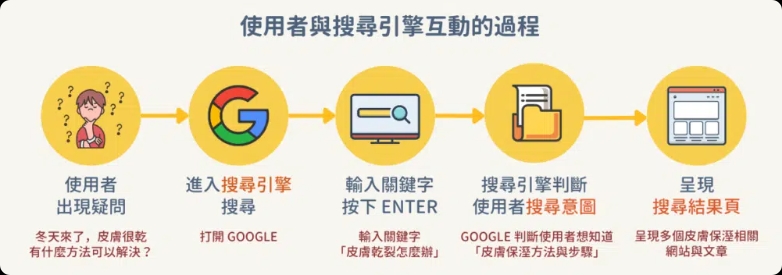 使用者與搜尋引擎互動的過程
使用者
出現疑問
冬天來了，皮膚很乾
有什麼方法可以解決？
進入搜尋引擎
搜尋
打開 GOOGLE
輸入關鍵字
按下 ENTER
輸入關鍵字
「皮膚乾裂怎麼辦」
搜尋引擎判斷
使用者搜尋意圖
GOOGLE 判斷使用者想知道
「皮膚保溼方法與步驟」
呈現
搜尋結果頁
呈現多個皮膚保溼相關
網站與文章